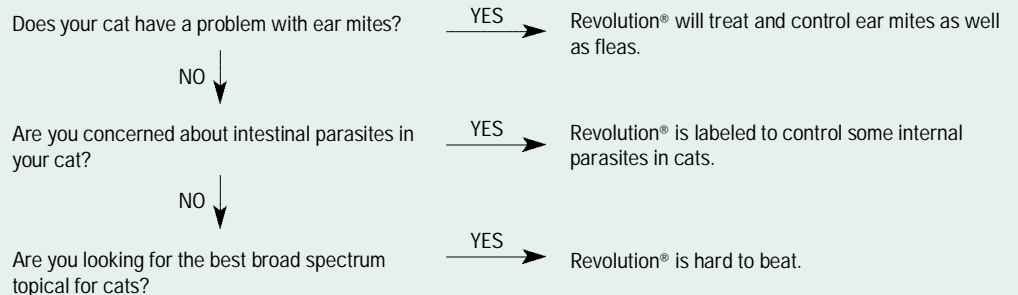 Does your cat have a problem with ear mites?
YES
Revolution® will treat and control ear mites as well
as fleas.
NO
Are you concerned about intestinal parasites in
your cat?
YES
Revolution® is labeled to control some internal
parasites in cats.
NO
Are you looking for the best broad spectrum
topical for cats?
YES
Revolution® is hard to beat.